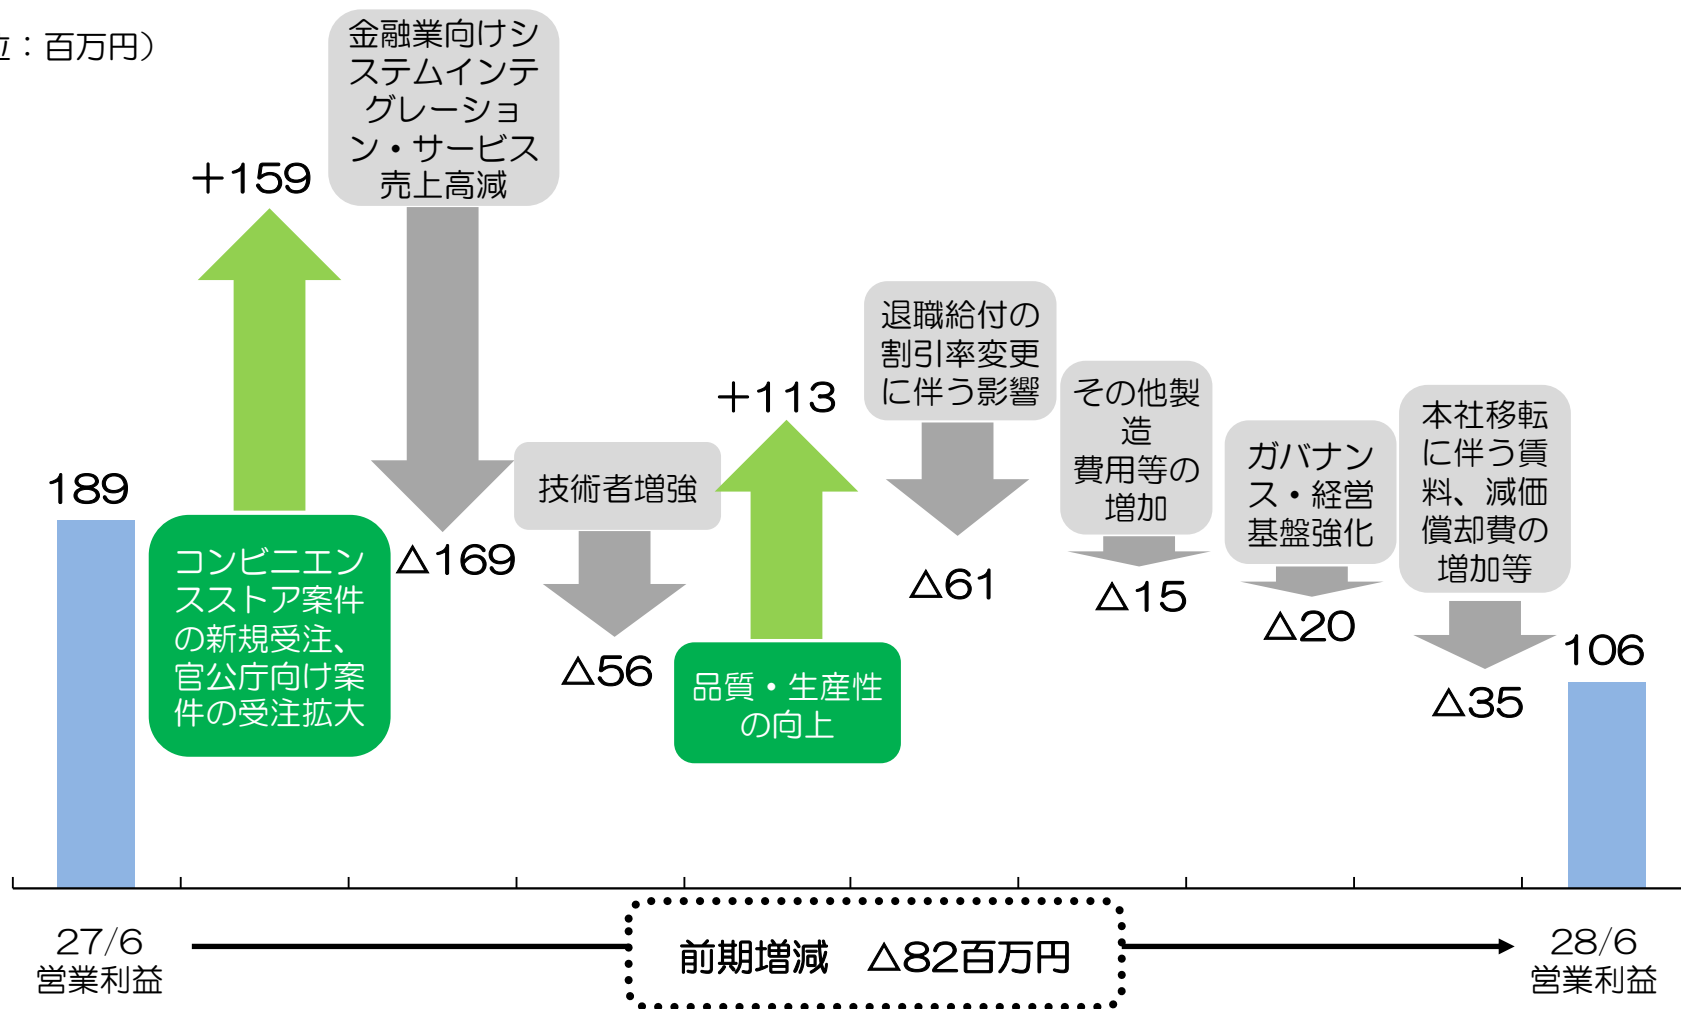 ：百万円）
金融業向けシ
ステムインテ
グレーショ
ン・サービス
売上高減
＋159
189
コンビニエン
スストア案件
の新規受注、
官公庁向け案
件の受注拡大
△169
技術者増強
△56
＋113
品質・生産性
の向上
退職給付の
割引率変更
に伴う影響
△61
その他製
造
費用等の
増加
△15
ガバナン
ス・経営
基盤強化
△20
本社移転
に伴う賃
料、減価
償却費の
増加等
△35
106
27/6
営業利益
前期増減　△82百万円
28/6
営業利益